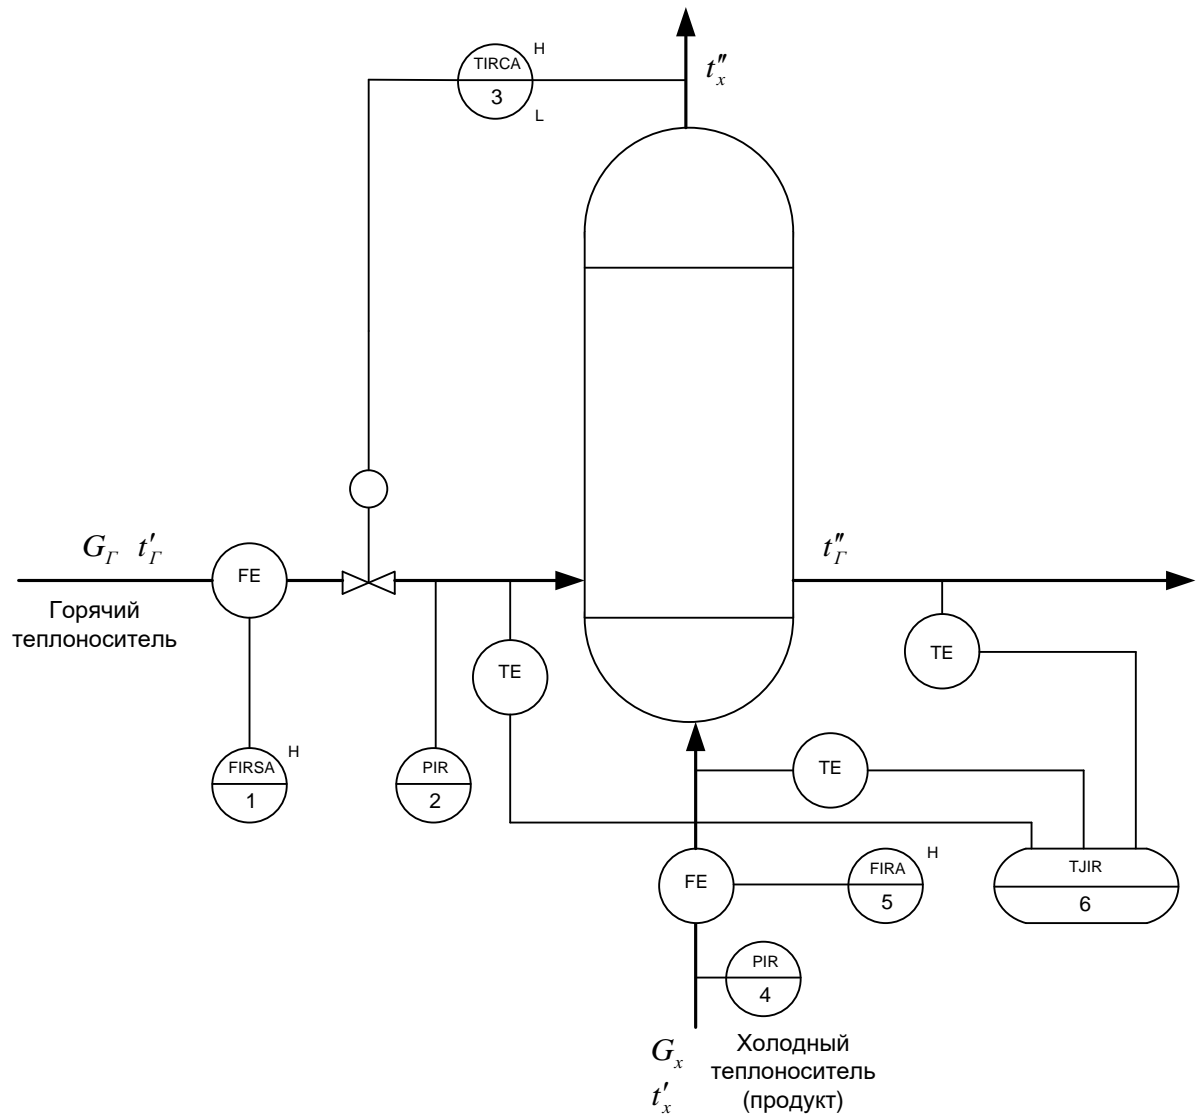 H
TIRCA
3
L
t″x
GГ t′Г
FE
Горячий
теплоноситель
t″Г
TE
TE
H
FIRSA
1
PIR
2
TE
H
FE
FIRA
5
TJIR
6
PIR
4
Gx
t′x
Холодный
теплоноситель
(продукт)